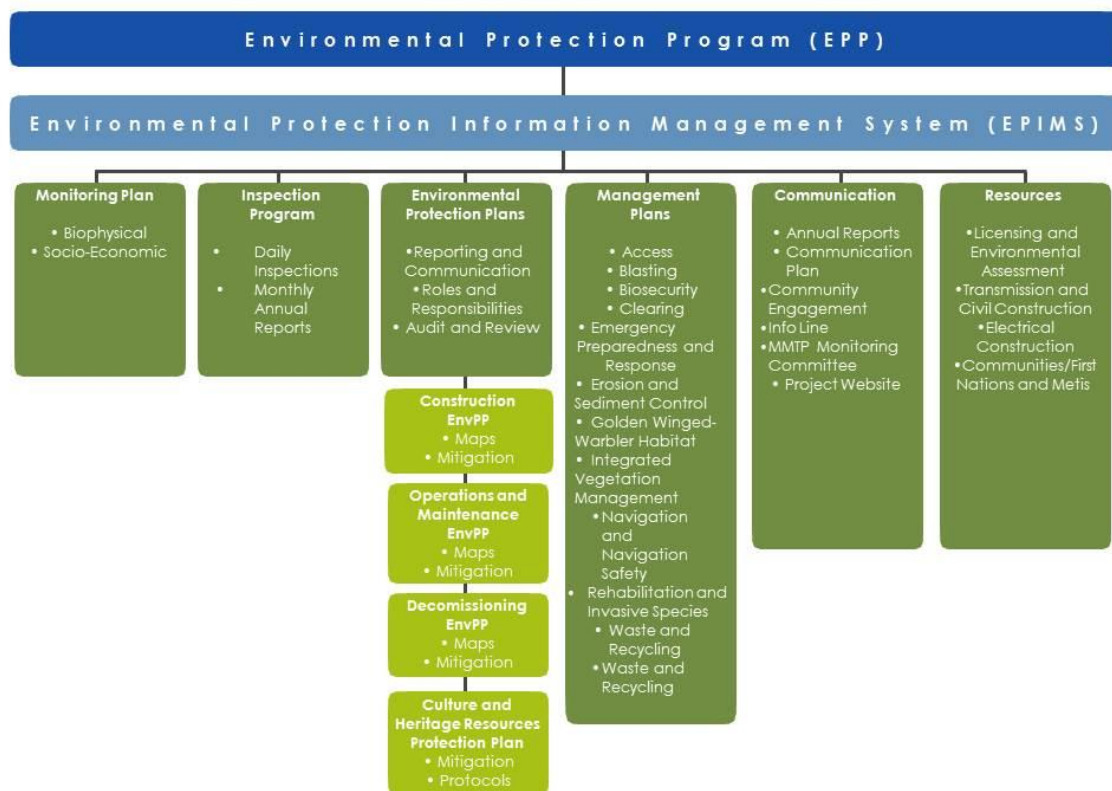 Environmental Protection Program (EPP)
Environmental Protection Information Management System (EPIMS)
Monitoring Plan
• Biophysical
• Socio-Economic
Inspection
Program
• Daily
Inspections
• Monthly
Annual
Reports
Environmental
Protection Plans
• Reporting and
Communication
• Roles and
Responsibilities
• Audit and Review
Construction
EnvPP
• Maps
• Mitigation
Operations and
Maintenance
EnvPP
• Maps
• Mitigation
Decomissioning
EnvPP
• Maps
• Mitigation
Culture and
Heritage Resources
Protection Plan
• Mitigation
• Protocols
Management
Plans
• Access
• Blasting
• Biosecurity
• Clearing
• Emergency
Preparedness and
Response
• Erosion and
Sediment Control
• Golden Winged-
Warbler Habitat
• Integrated
Vegetation
Management
• Navigation
and
Navigation
Safety
• Rehabilitation and
Invasive Species
• Waste and
Recycling
• Waste and
Recycling
Communication
• Annual Reports
• Communication
Plan
• Community
Engagement
• Info Line
• MMTP Monitoring
Committee
• Project Website
Resources
• Licensing and
Environmental
Assessment
• Transmission and
Civil Construction
• Electrical
Construction
• Communities/First
Nations and Metis